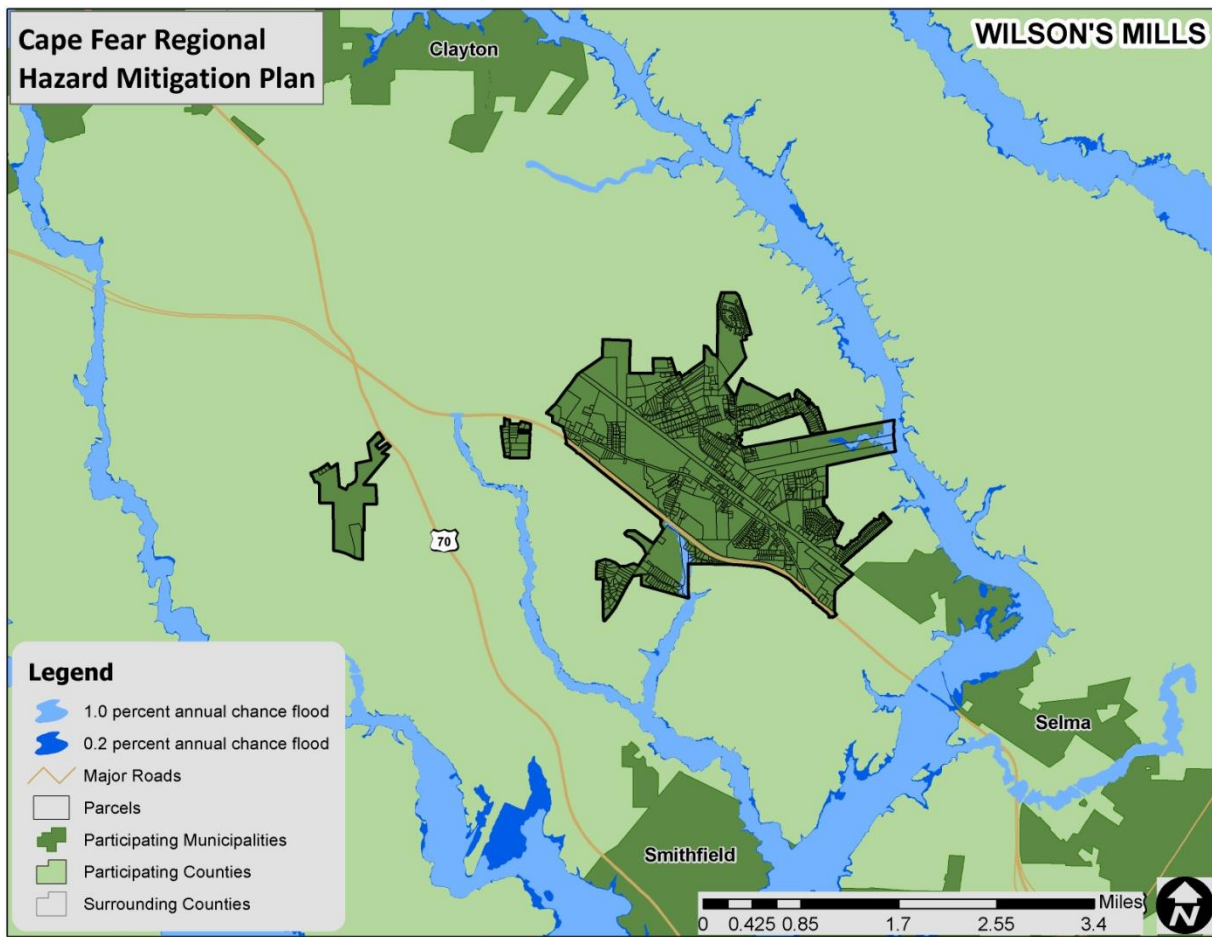 Cape Fear Regional
Hazard Mitigation Plan
WILSON'S MILLS
Clayton
70
Selma
Smithfield
Legend
1.0 percent annual chance flood
0.2 percent annual chance flood
Major Roads
Parcels
Participating Municipalities
Participating Counties
Surrounding Counties
Miles
0 0.425 0.85 1.7 2.55 3.4
N